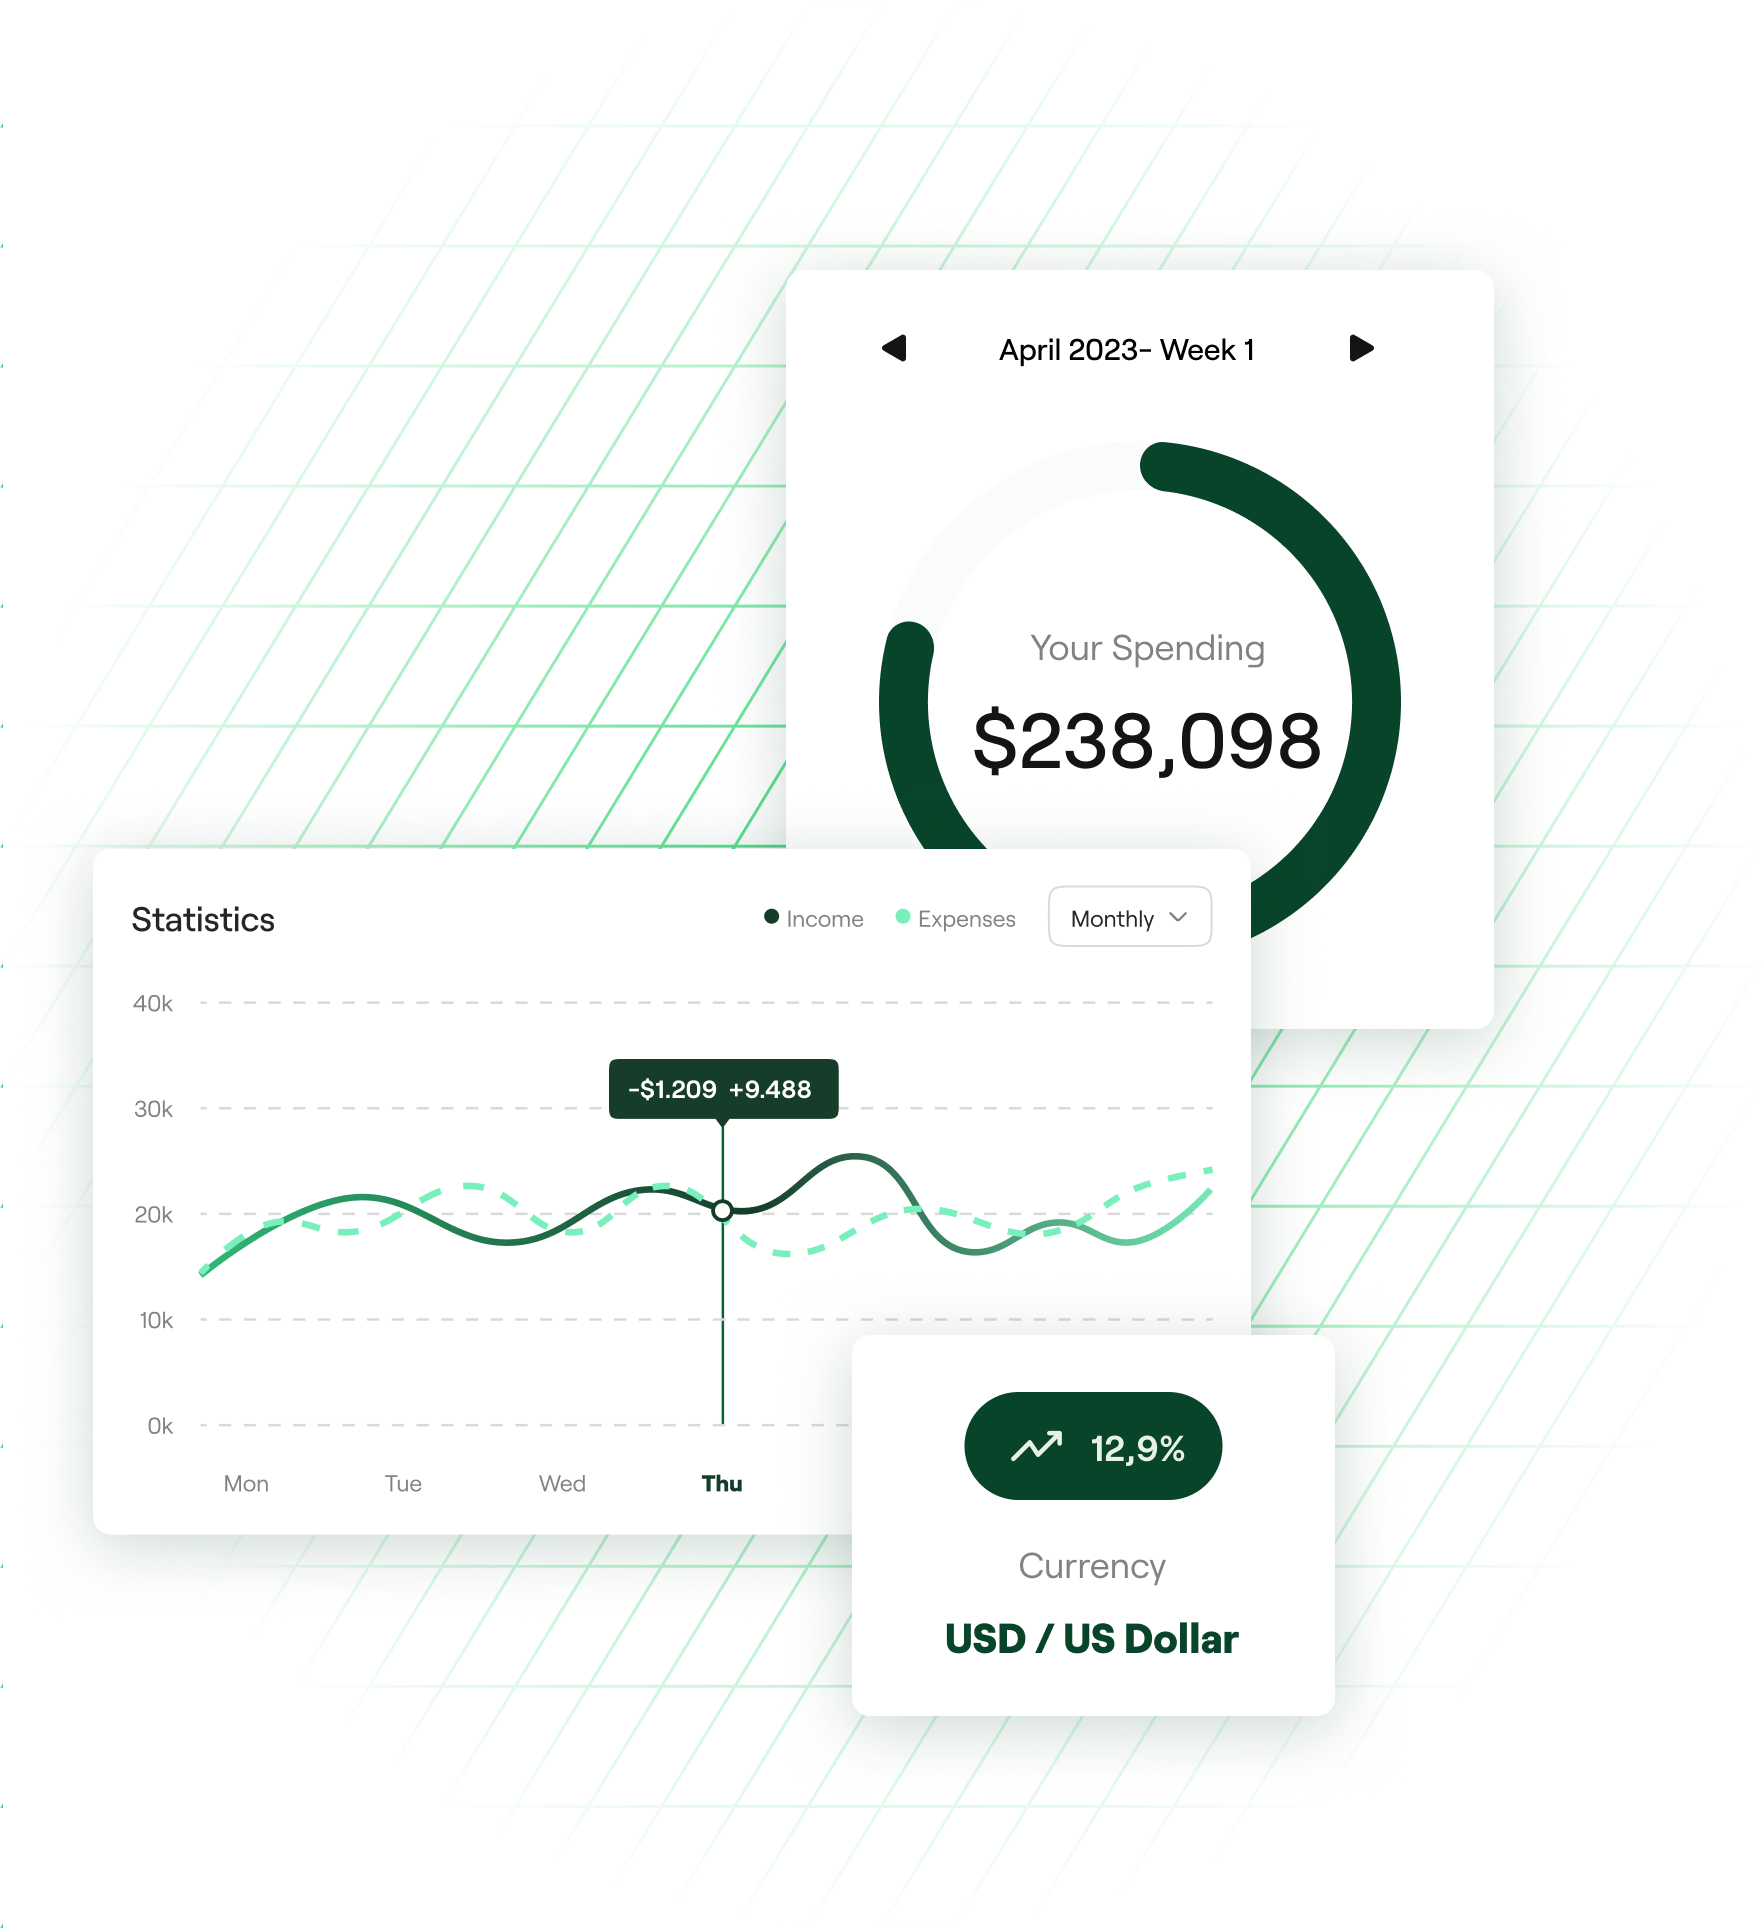 April 2023- Week 1
Your Spending
$238,098
Statistics
Income
Expenses
Monthly
40k
30k
20k
10k
0k
-$1.209 +9.488
Mon
Tue
Wed
Thu
12,9%
Currency
USD / US Dollar